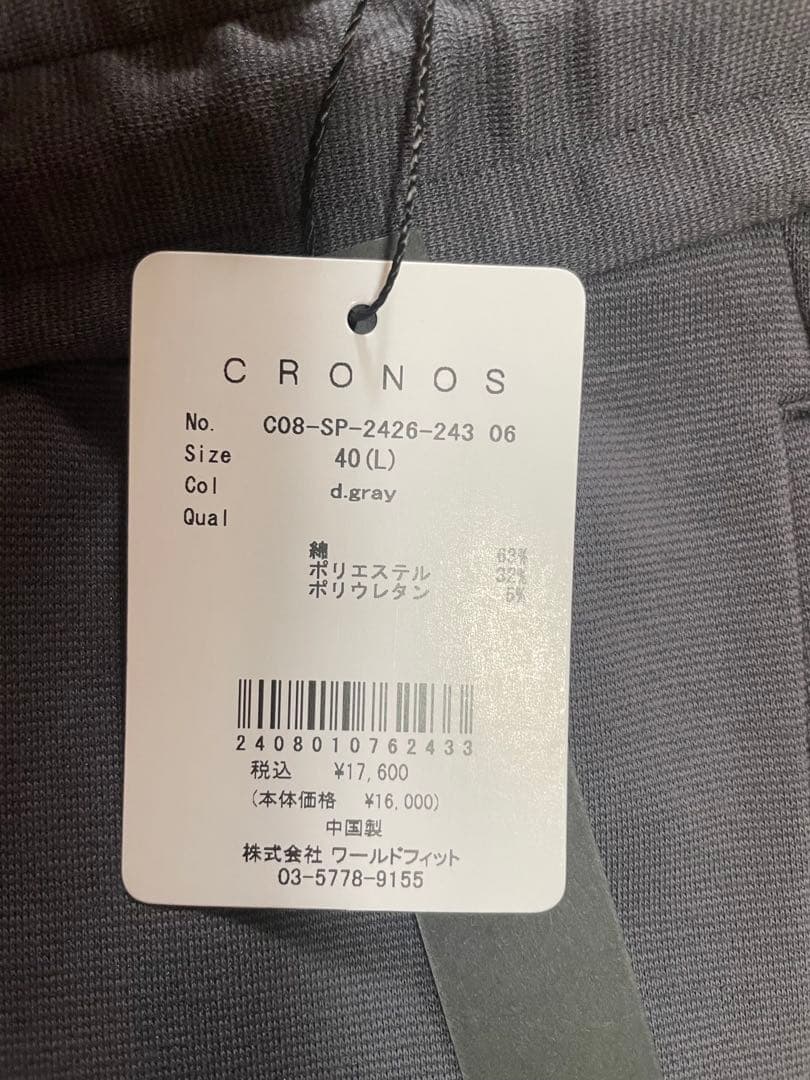 CRONOS
No. C08-SP-2426-243 06
Size 40(L)
Col d.gray
Qual
綿 63%
ポリエステル 32%
ポリウレタン 5%
2408010762433
税込 ¥17,600
(本体価格 ¥16,000)
中国製
株式会社 ワールドフィット
03-5778-9155